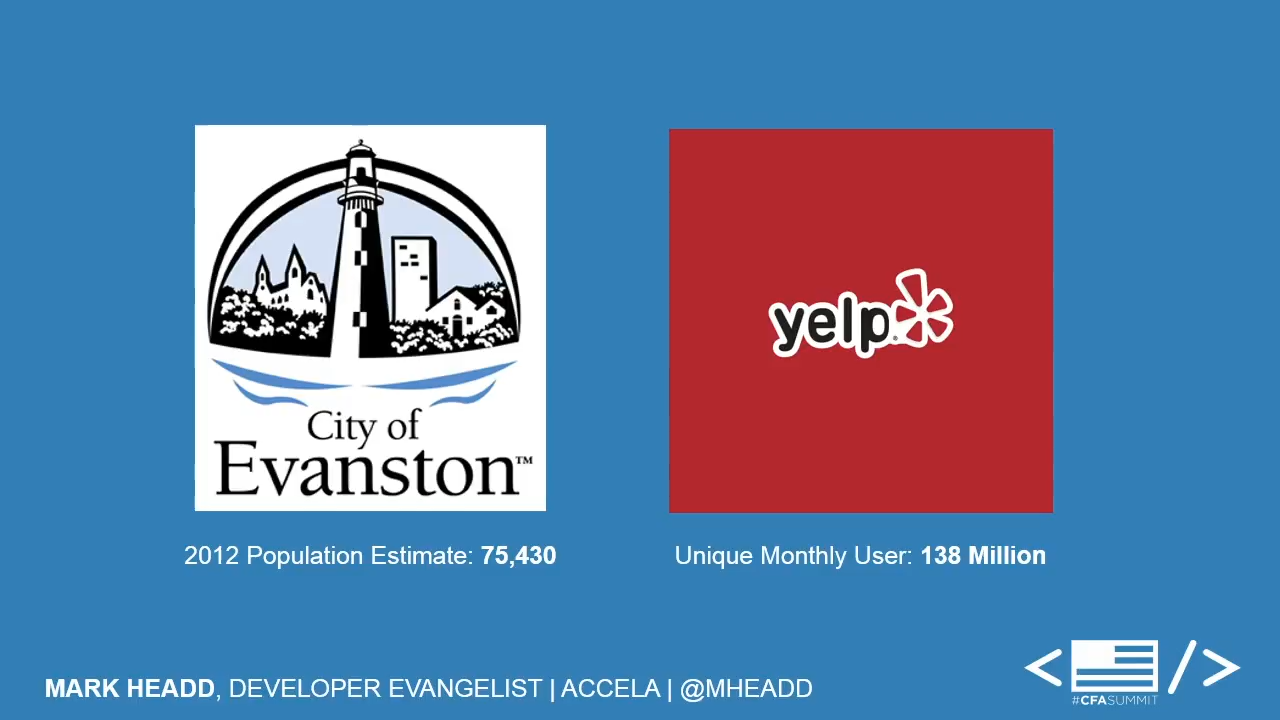 City of
Evanston™
yelp
2012 Population Estimate: 75,430
Unique Monthly User: 138 Million
MARK HEADD, DEVELOPER EVANGELIST | ACCELA | @MHEADD
< />
#CFASUMMIT